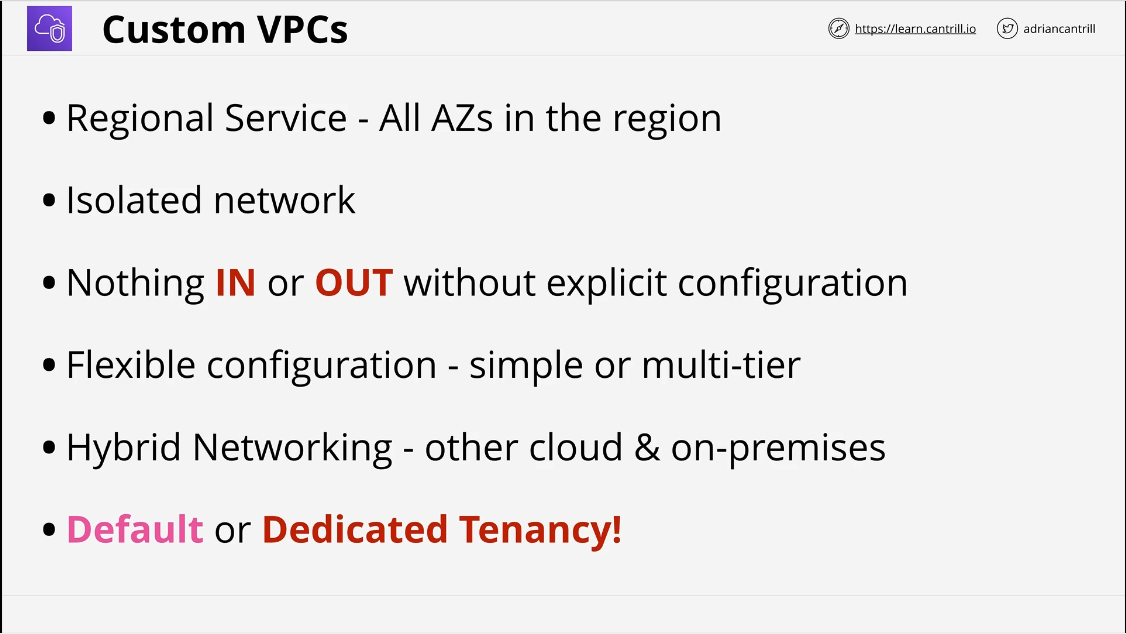 Custom VPCs
https://learn.cantrill.io
adriancantrill
• Regional Service - All AZs in the region
• Isolated network
• Nothing IN or OUT without explicit configuration
• Flexible configuration - simple or multi-tier
• Hybrid Networking - other cloud & on-premises
• Default or Dedicated Tenancy!